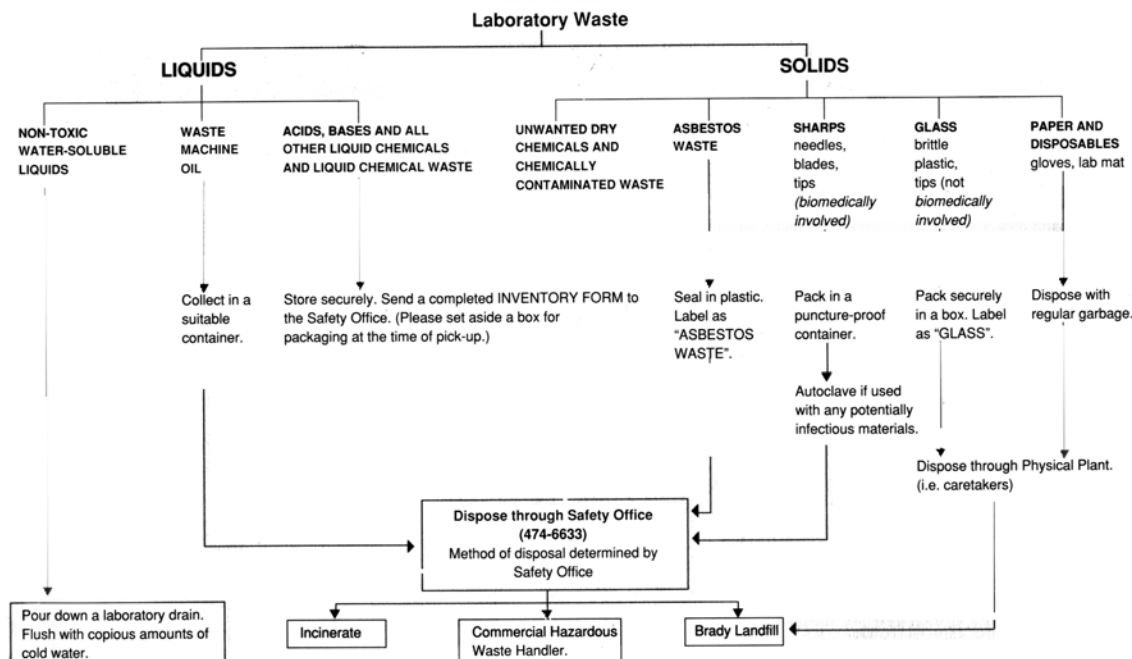 Laboratory Waste
LIQUIDS
SOLIDS
NON-TOXIC
WATER-SOLUBLE
LIQUIDS
WASTE
MACHINE
OIL
ACIDS, BASES AND ALL
OTHER LIQUID CHEMICALS
AND LIQUID CHEMICAL WASTE
UNWANTED DRY
CHEMICALS AND
CHEMICALLY
CONTAMINATED WASTE
ASBESTOS
WASTE
SHARPS
needles,
blades,
tips
(biomedically
involved)
GLASS
brittle
plastic,
tips (not
biomedically
involved)
PAPER AND
DISPOSABLES
gloves, lab mat
Collect in a
suitable
container.
Store securely. Send a completed INVENTORY FORM to
the Safety Office. (Please set aside a box for
packaging at the time of pick-up.)
Seal in plastic.
Label as
“ASBESTOS
WASTE”.
Pack in a
puncture-proof
container.
Pack securely
in a box. Label
as “GLASS”.
Dispose with
regular garbage.
Autoclave if used
with any potentially
infectious materials.
Dispose through Physical Plant.
(i.e. caretakers)
Dispose through Safety Office
(474-6633)
Method of disposal determined by
Safety Office
Pour down a laboratory drain.
Flush with copious amounts of
cold water.
Incinerate
Commercial Hazardous
Waste Handler.
Brady Landfill